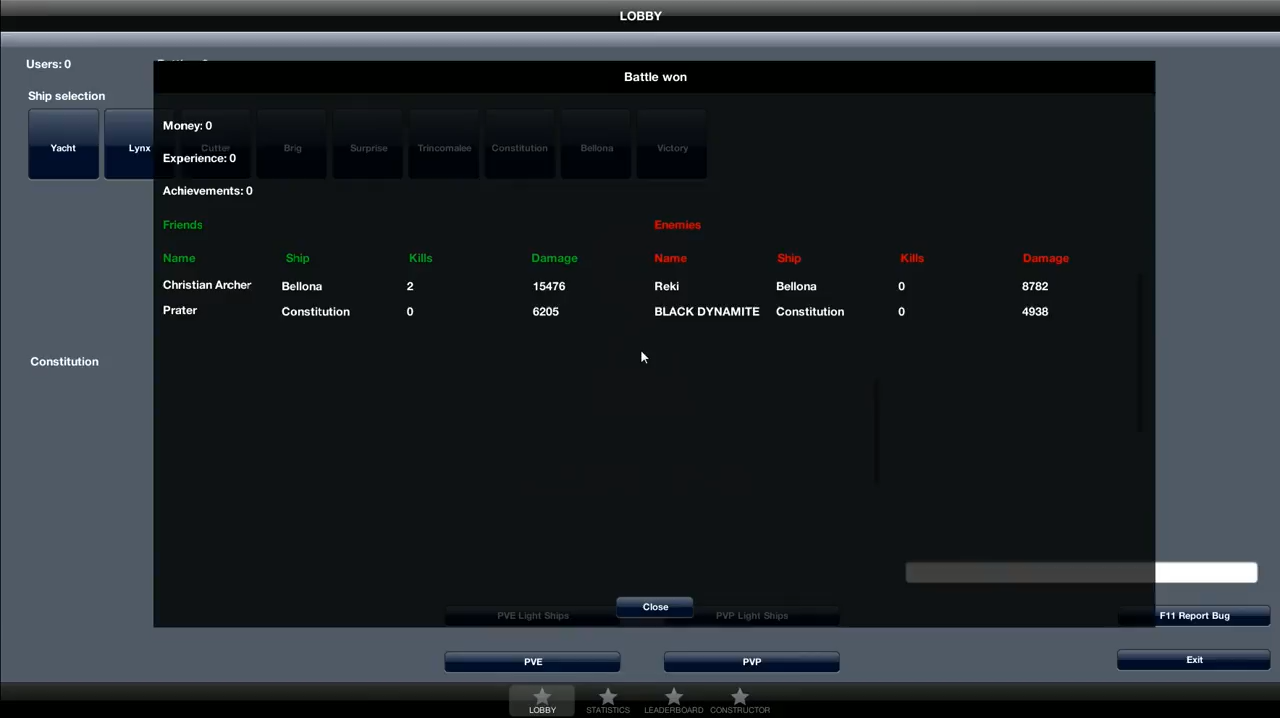 LOBBY
Users: 0
Battle won
Ship selection
Yacht Lynx Cutter Brig Surprise Trincomalee Constitution Bellona Victory
Money: 0
Experience: 0
Achievements: 0
Friends Enemies
Name Ship Kills Damage Name Ship Kills Damage
Christian Archer Bellona 2 15476 Reki Bellona 0 8782
Prater Constitution 0 6205 BLACK DYNAMITE Constitution 0 4938
Constitution
Close
PVE Light Ships PVP Light Ships F11 Report Bug
PVE PVP Exit
LOBBY STATISTICS LEADERBOARD CONSTRUCTOR